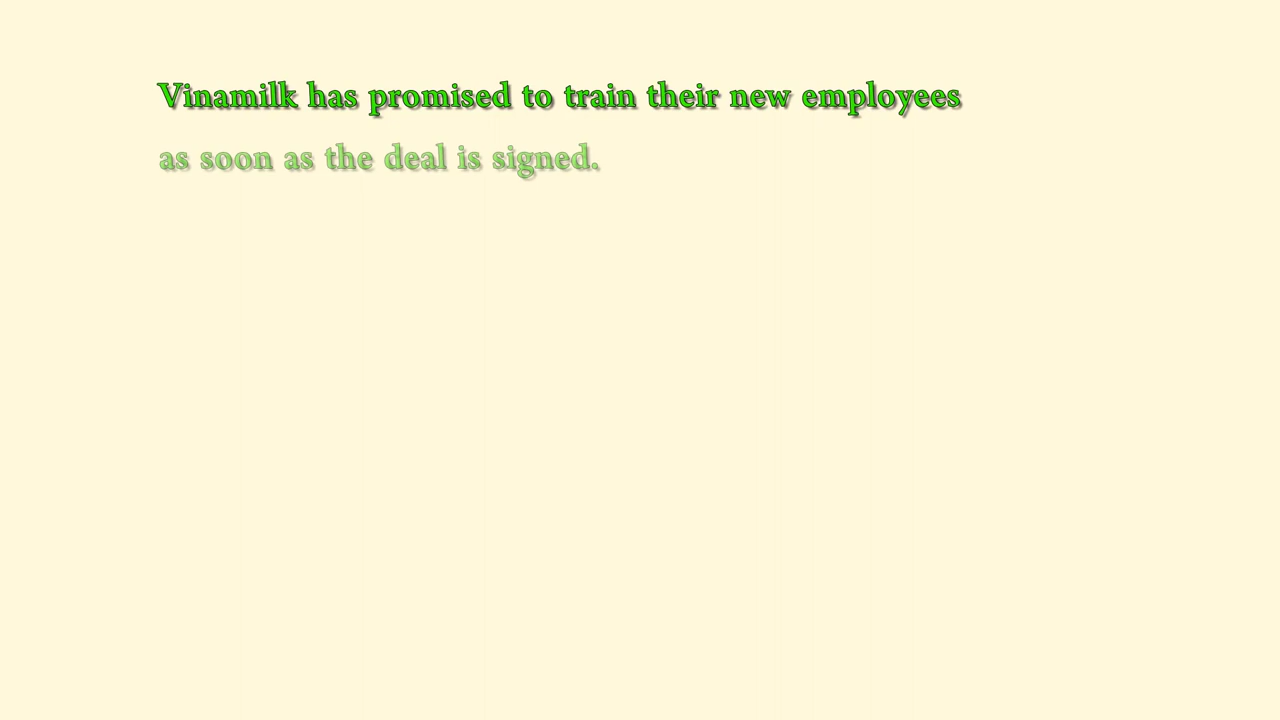 Vinamilk has promised to train their new employees
as soon as the deal is signed.